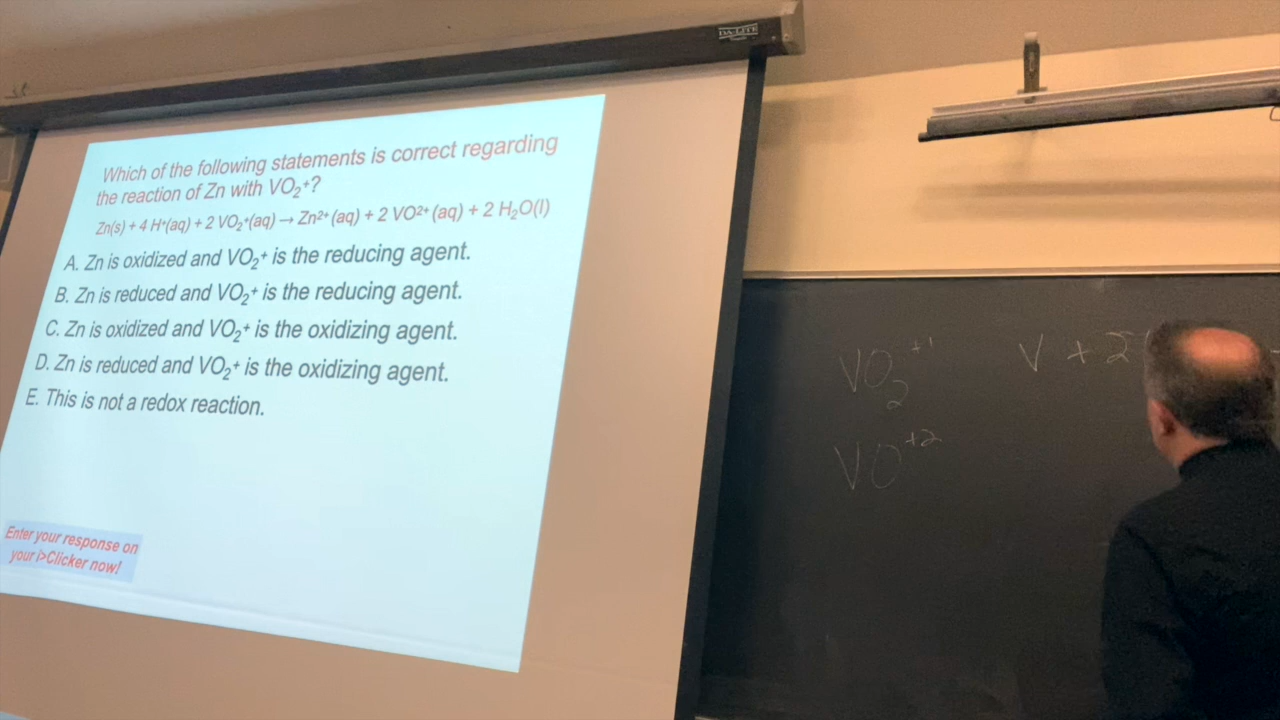 DA-LITE
Which of the following statements is correct regarding
the reaction of Zn with VO₂⁺?
Zn(s) + 4 H⁺(aq) + 2 VO₂⁺(aq) → Zn²⁺ (aq) + 2 VO²⁺ (aq) + 2 H₂O(l)
A. Zn is oxidized and VO₂⁺ is the reducing agent.
B. Zn is reduced and VO₂⁺ is the reducing agent.
C. Zn is oxidized and VO₂⁺ is the oxidizing agent.
D. Zn is reduced and VO₂⁺ is the oxidizing agent.
E. This is not a redox reaction.
Enter your response on
your i>Clicker now!
VO₂⁺¹
V + 2
VO⁺²